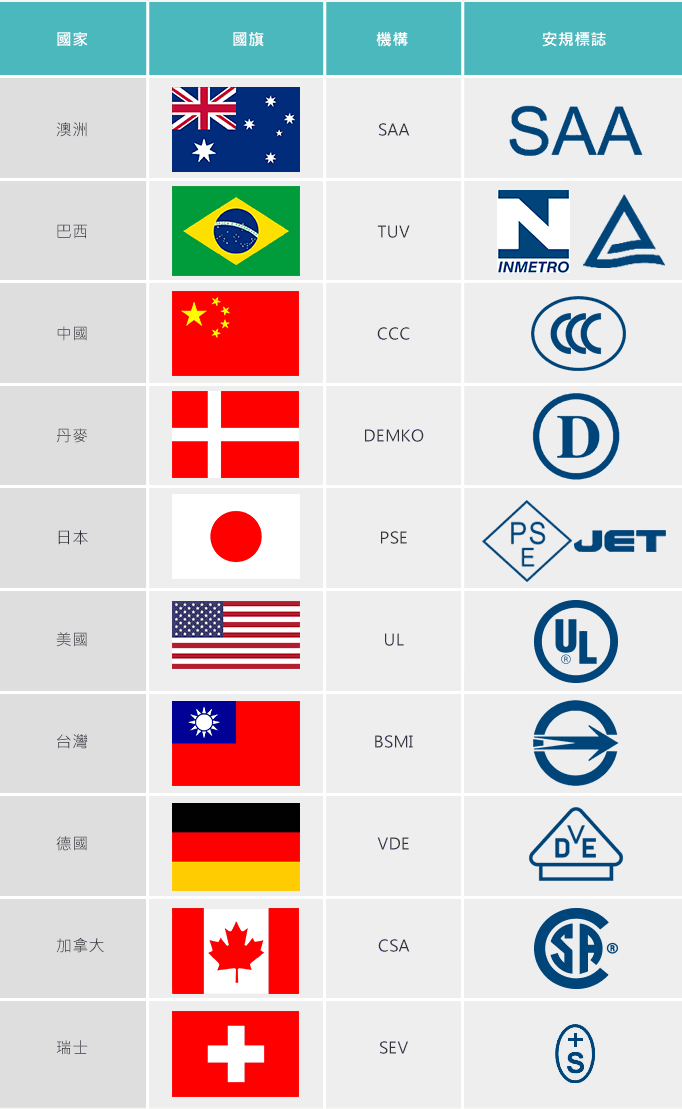 國家 國旗 機構 安規標誌
澳洲 SAA SAA
巴西 TUV N INMETRO
中國 CCC CCC
丹麥 DEMKO D
日本 PSE PSE JET
美國 UL UL®
台灣 BSMI
德國 VDE VDE
加拿大 CSA CSA®
瑞士 SEV +S